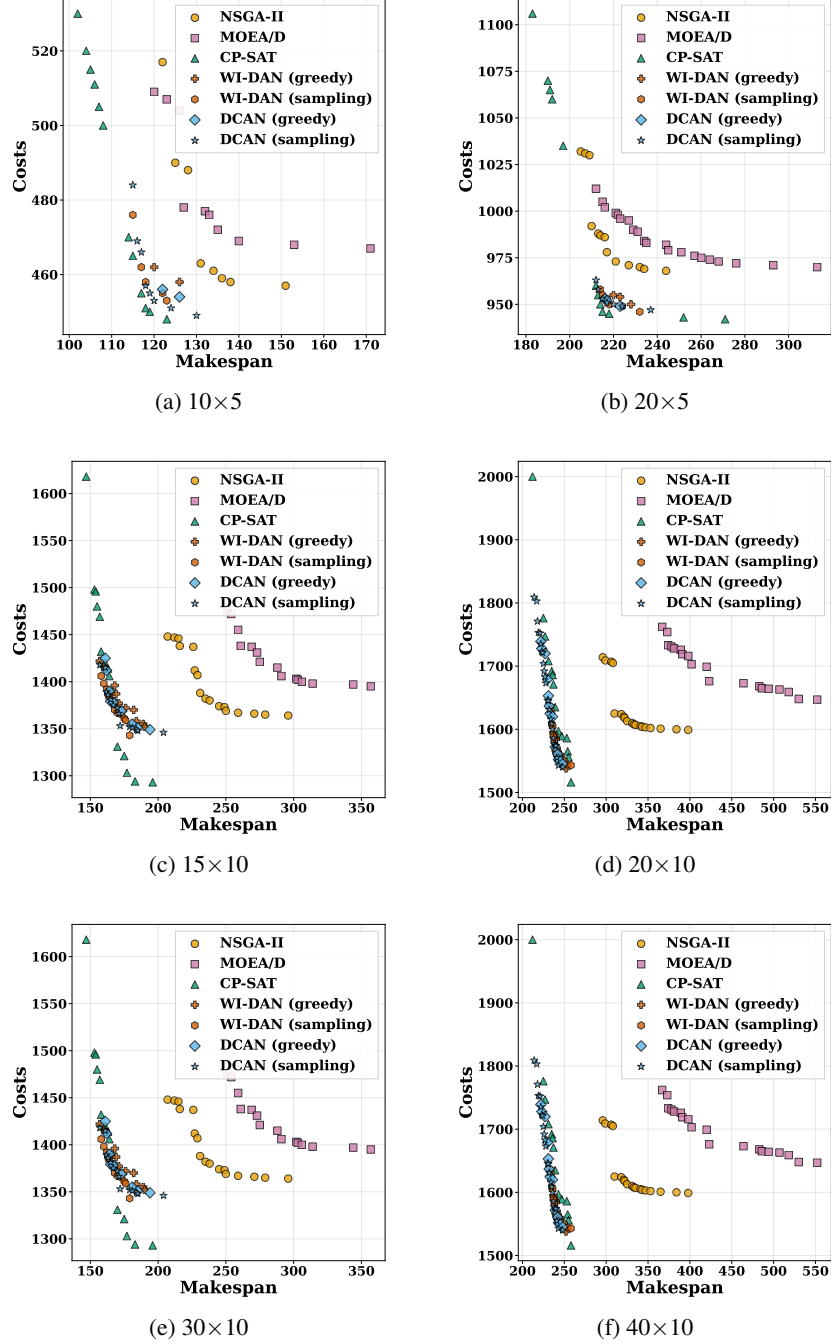 520
500
480
460
100 110 120 130 140 150 160 170
Costs
Makespan
NSGA-II
MOEA/D
CP-SAT
WI-DAN (greedy)
WI-DAN (sampling)
DCAN (greedy)
DCAN (sampling)
(a) 10×5
1100
1075
1050
1025
1000
975
950
180 200 220 240 260 280 300
Costs
Makespan
NSGA-II
MOEA/D
CP-SAT
WI-DAN (greedy)
WI-DAN (sampling)
DCAN (greedy)
DCAN (sampling)
(b) 20×5
1600
1550
1500
1450
1400
1350
1300
150 200 250 300 350
Costs
Makespan
NSGA-II
MOEA/D
CP-SAT
WI-DAN (greedy)
WI-DAN (sampling)
DCAN (greedy)
DCAN (sampling)
(c) 15×10
2000
1900
1800
1700
1600
1500
200 250 300 350 400 450 500 550
Costs
Makespan
NSGA-II
MOEA/D
CP-SAT
WI-DAN (greedy)
WI-DAN (sampling)
DCAN (greedy)
DCAN (sampling)
(d) 20×10
1600
1550
1500
1450
1400
1350
1300
150 200 250 300 350
Costs
Makespan
NSGA-II
MOEA/D
CP-SAT
WI-DAN (greedy)
WI-DAN (sampling)
DCAN (greedy)
DCAN (sampling)
(e) 30×10
2000
1900
1800
1700
1600
1500
200 250 300 350 400 450 500 550
Costs
Makespan
NSGA-II
MOEA/D
CP-SAT
WI-DAN (greedy)
WI-DAN (sampling)
DCAN (greedy)
DCAN (sampling)
(f) 40×10